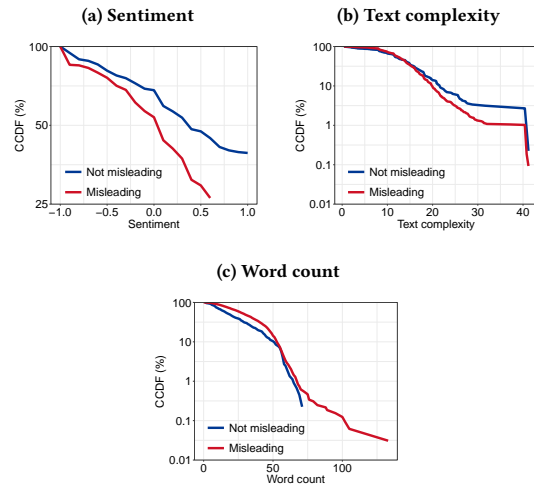 (a) Sentiment
100
50
25
CCDF (%)
Not misleading
Misleading
−1.0 −0.5 0.0 0.5 1.0
Sentiment
(b) Text complexity
100
10
1
0.1
0.01
CCDF (%)
Not misleading
Misleading
0 10 20 30 40
Text complexity
(c) Word count
100
10
1
0.1
0.01
CCDF (%)
Not misleading
Misleading
0 50 100
Word count